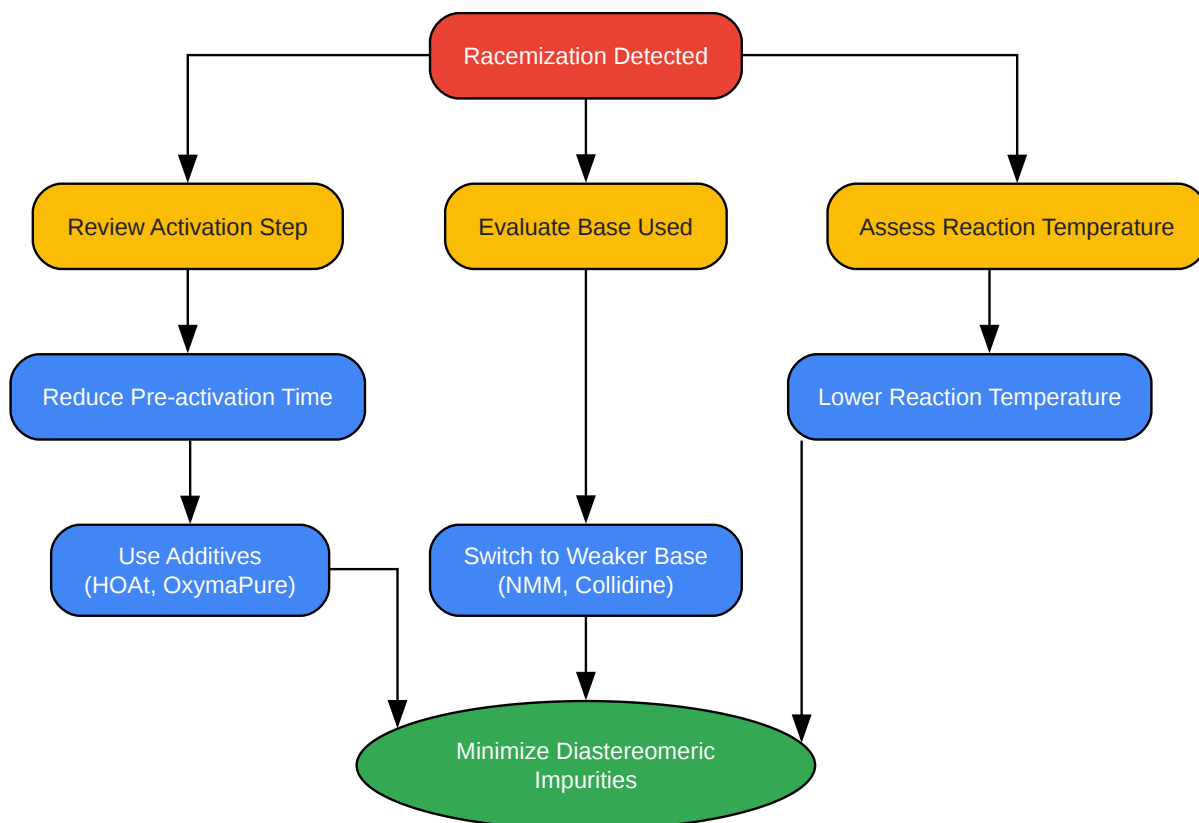 Racemization Detected
Review Activation Step
Evaluate Base Used
Assess Reaction Temperature
Reduce Pre-activation Time
Lower Reaction Temperature
Use Additives
(HOAt, OxymaPure)
Switch to Weaker Base
(NMM, Collidine)
Minimize Diastereomeric
Impurities